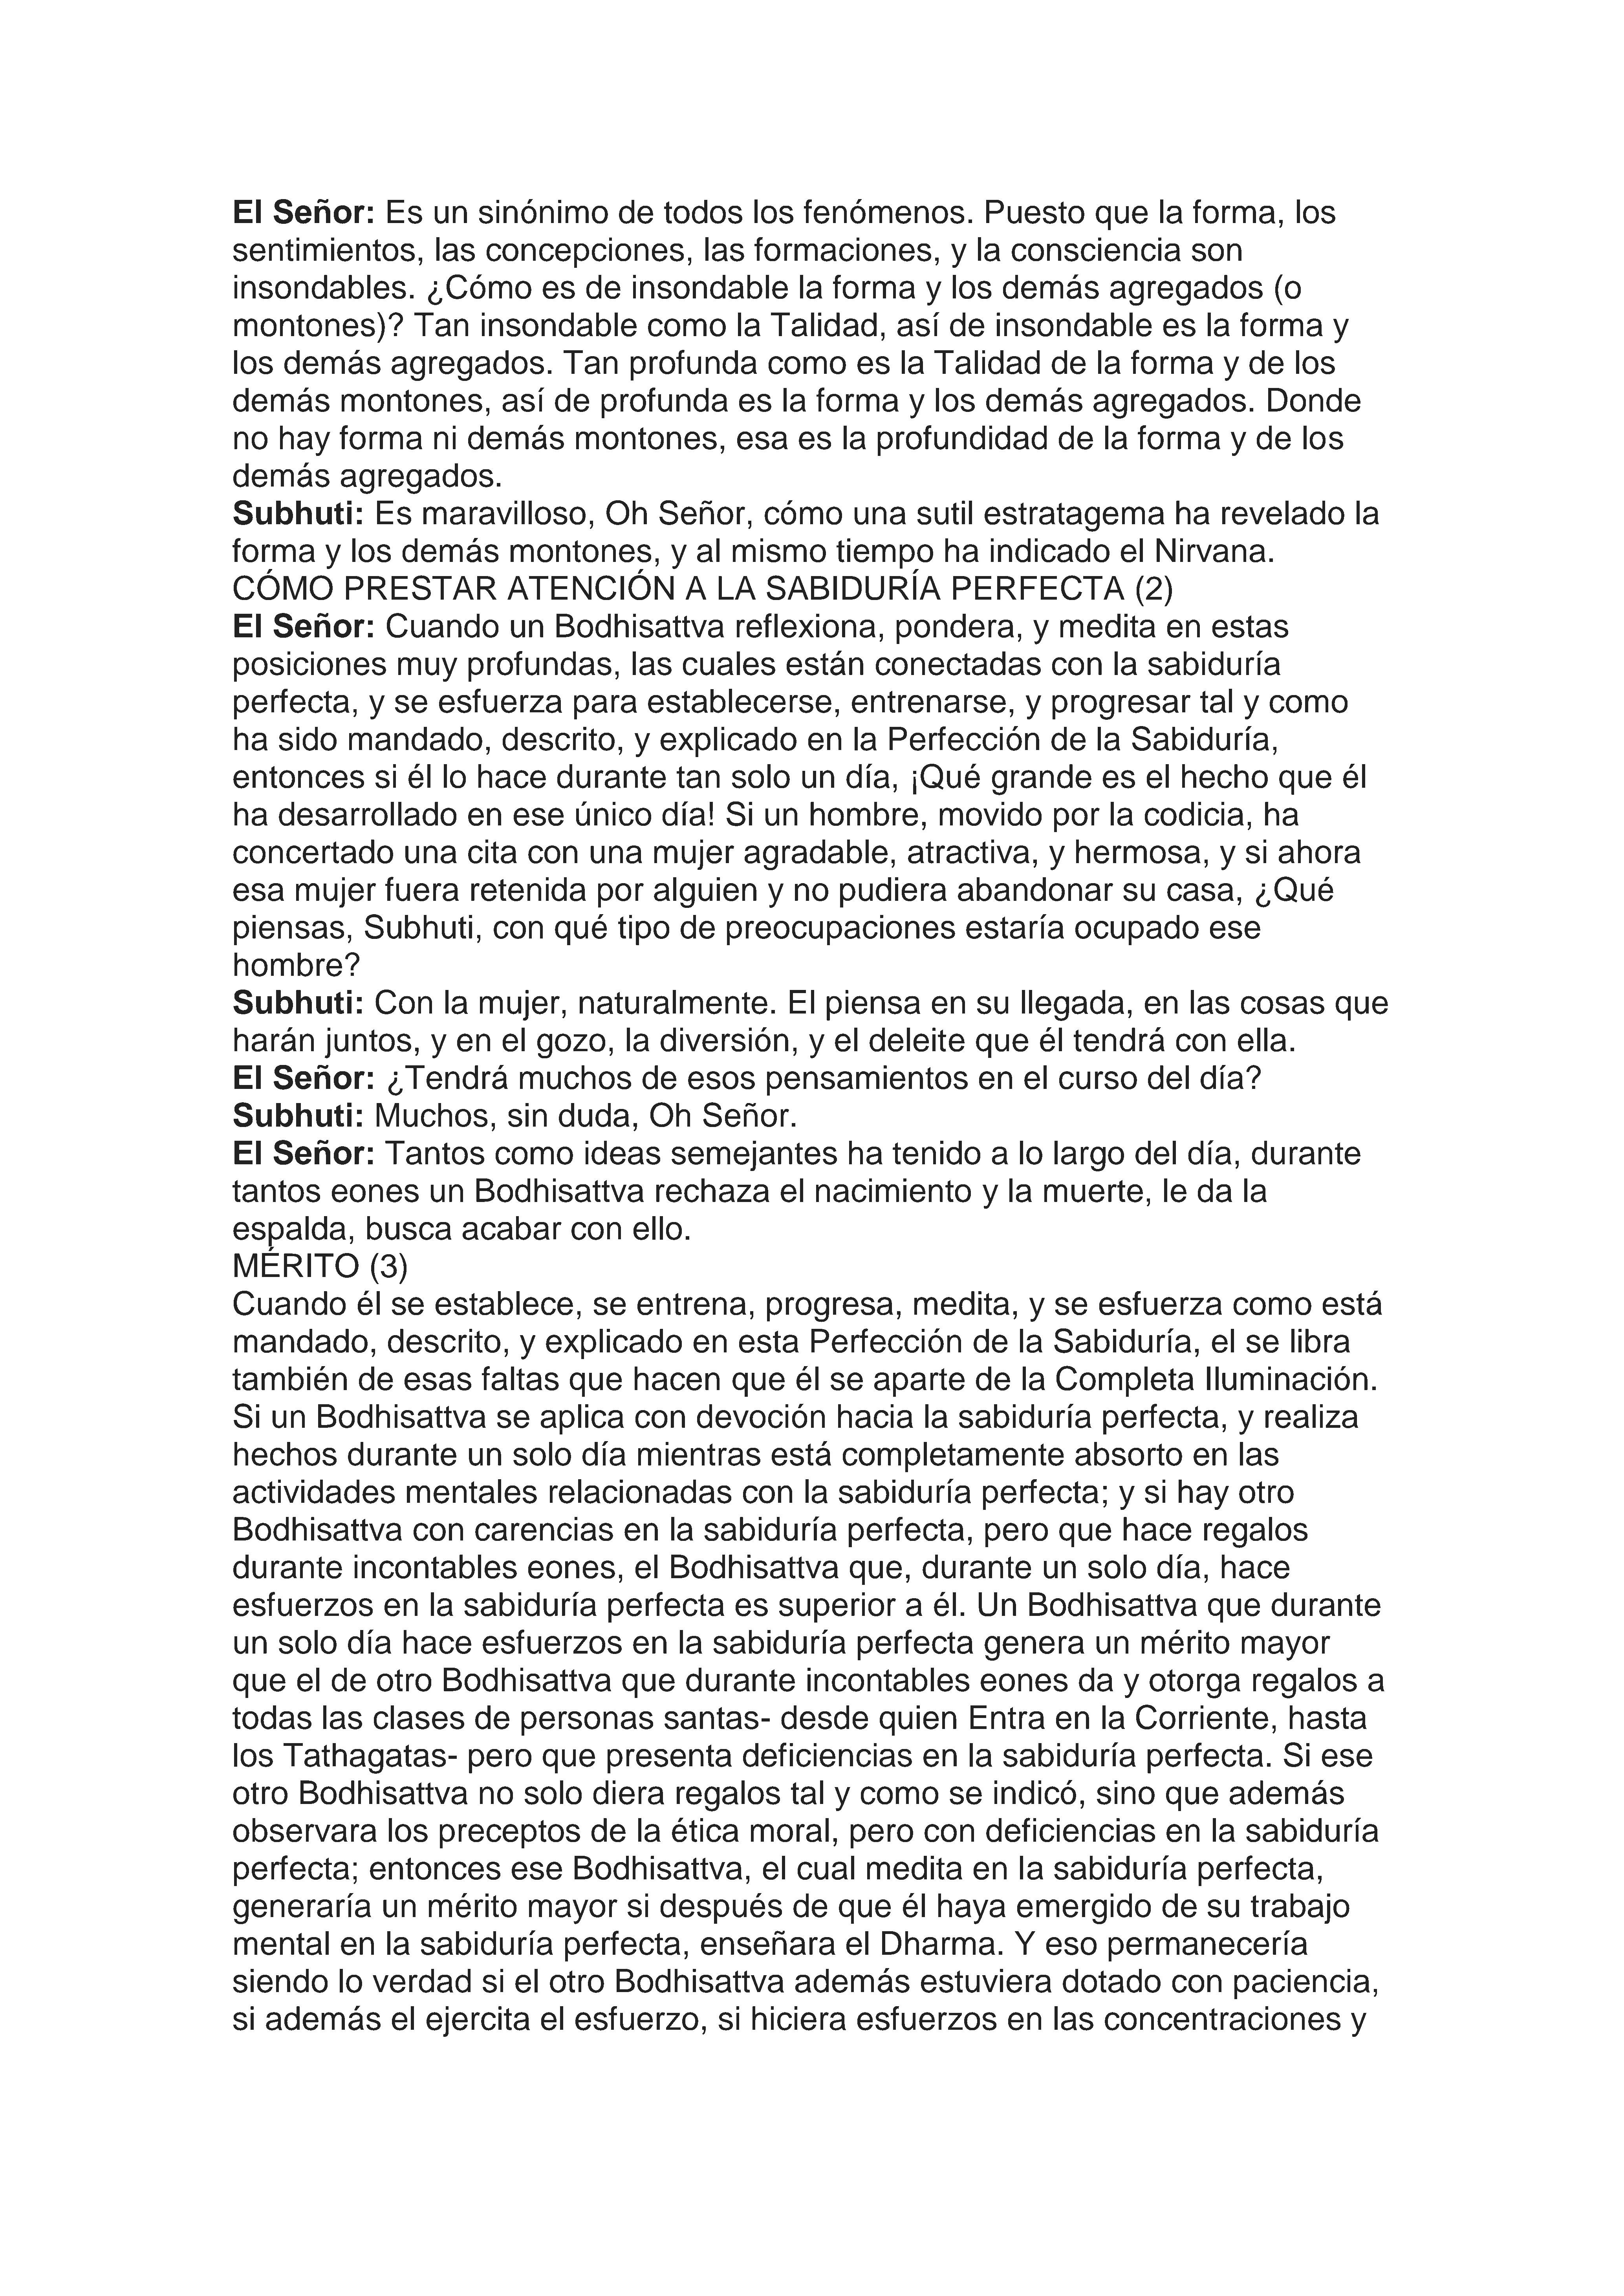 El Señor: Es un sinónimo de todos los fenómenos. Puesto que la forma, los
sentimientos, las concepciones, las formaciones, y la consciencia son
insondables. ¿Cómo es de insondable la forma y los demás agregados (o
montones)? Tan insondable como la Talidad, así de insondable es la forma y
los demás agregados. Tan profunda como es la Talidad de la forma y de los
demás montones, así de profunda es la forma y los demás agregados. Donde
no hay forma ni demás montones, esa es la profundidad de la forma y de los
demás agregados.
Subhuti: Es maravilloso, Oh Señor, cómo una sutil estratagema ha revelado la
forma y los demás montones, y al mismo tiempo ha indicado el Nirvana.
CÓMO PRESTAR ATENCIÓN A LA SABIDURÍA PERFECTA (2)
El Señor: Cuando un Bodhisattva reflexiona, pondera, y medita en estas
posiciones muy profundas, las cuales están conectadas con la sabiduría
perfecta, y se esfuerza para establecerse, entrenarse, y progresar tal y como
ha sido mandado, descrito, y explicado en la Perfección de la Sabiduría,
entonces si él lo hace durante tan solo un día, ¡Qué grande es el hecho que él
ha desarrollado en ese único día! Si un hombre, movido por la codicia, ha
concertado una cita con una mujer agradable, atractiva, y hermosa, y si ahora
esa mujer fuera retenida por alguien y no pudiera abandonar su casa, ¿Qué
piensas, Subhuti, con qué tipo de preocupaciones estaría ocupado ese
hombre?
Subhuti: Con la mujer, naturalmente. El piensa en su llegada, en las cosas que
harán juntos, y en el gozo, la diversión, y el deleite que él tendrá con ella.
El Señor: ¿Tendrá muchos de esos pensamientos en el curso del día?
Subhuti: Muchos, sin duda, Oh Señor.
El Señor: Tantos como ideas semejantes ha tenido a lo largo del día, durante
tantos eones un Bodhisattva rechaza el nacimiento y la muerte, le da la
espalda, busca acabar con ello.
MÉRITO (3)
Cuando él se establece, se entrena, progresa, medita, y se esfuerza como está
mandado, descrito, y explicado en esta Perfección de la Sabiduría, el se libra
también de esas faltas que hacen que él se aparte de la Completa Iluminación.
Si un Bodhisattva se aplica con devoción hacia la sabiduría perfecta, y realiza
hechos durante un solo día mientras está completamente absorto en las
actividades mentales relacionadas con la sabiduría perfecta; y si hay otro
Bodhisattva con carencias en la sabiduría perfecta, pero que hace regalos
durante incontables eones, el Bodhisattva que, durante un solo día, hace
esfuerzos en la sabiduría perfecta es superior a él. Un Bodhisattva que durante
un solo día hace esfuerzos en la sabiduría perfecta genera un mérito mayor
que el de otro Bodhisattva que durante incontables eones da y otorga regalos a
todas las clases de personas santas- desde quien Entra en la Corriente, hasta
los Tathagatas- pero que presenta deficiencias en la sabiduría perfecta. Si ese
otro Bodhisattva no solo diera regalos tal y como se indicó, sino que además
observara los preceptos de la ética moral, pero con deficiencias en la sabiduría
perfecta; entonces ese Bodhisattva, el cual medita en la sabiduría perfecta,
generaría un mérito mayor si después de que él haya emergido de su trabajo
mental en la sabiduría perfecta, enseñara el Dharma. Y eso permanecería
siendo lo verdad si el otro Bodhisattva además estuviera dotado con paciencia,
si además el ejercita el esfuerzo, si hiciera esfuerzos en las concentraciones y